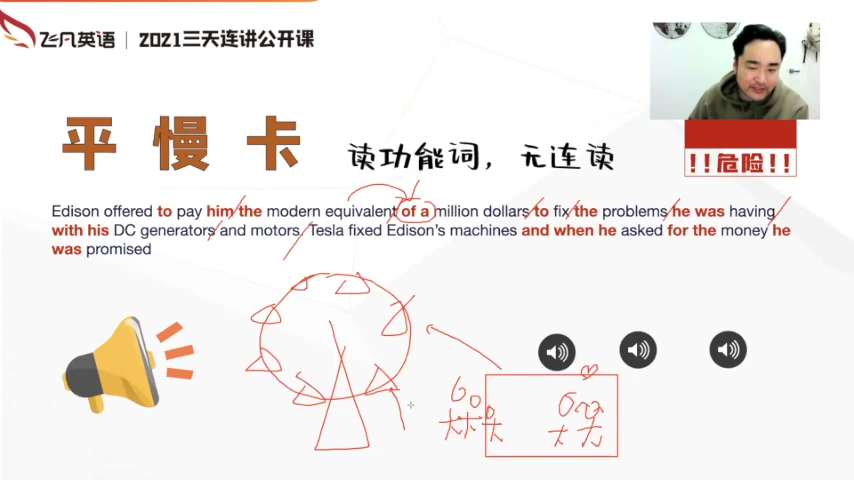 飞凡英语 | 2021三天连讲公开课
平 慢 卡
读功能词，无连读
!!危险!!
Edison offered to pay him the modern equivalent of a million dollars to fix the problems he was having
with his DC generators and motors. Tesla fixed Edison's machines and when he asked for the money he
was promised